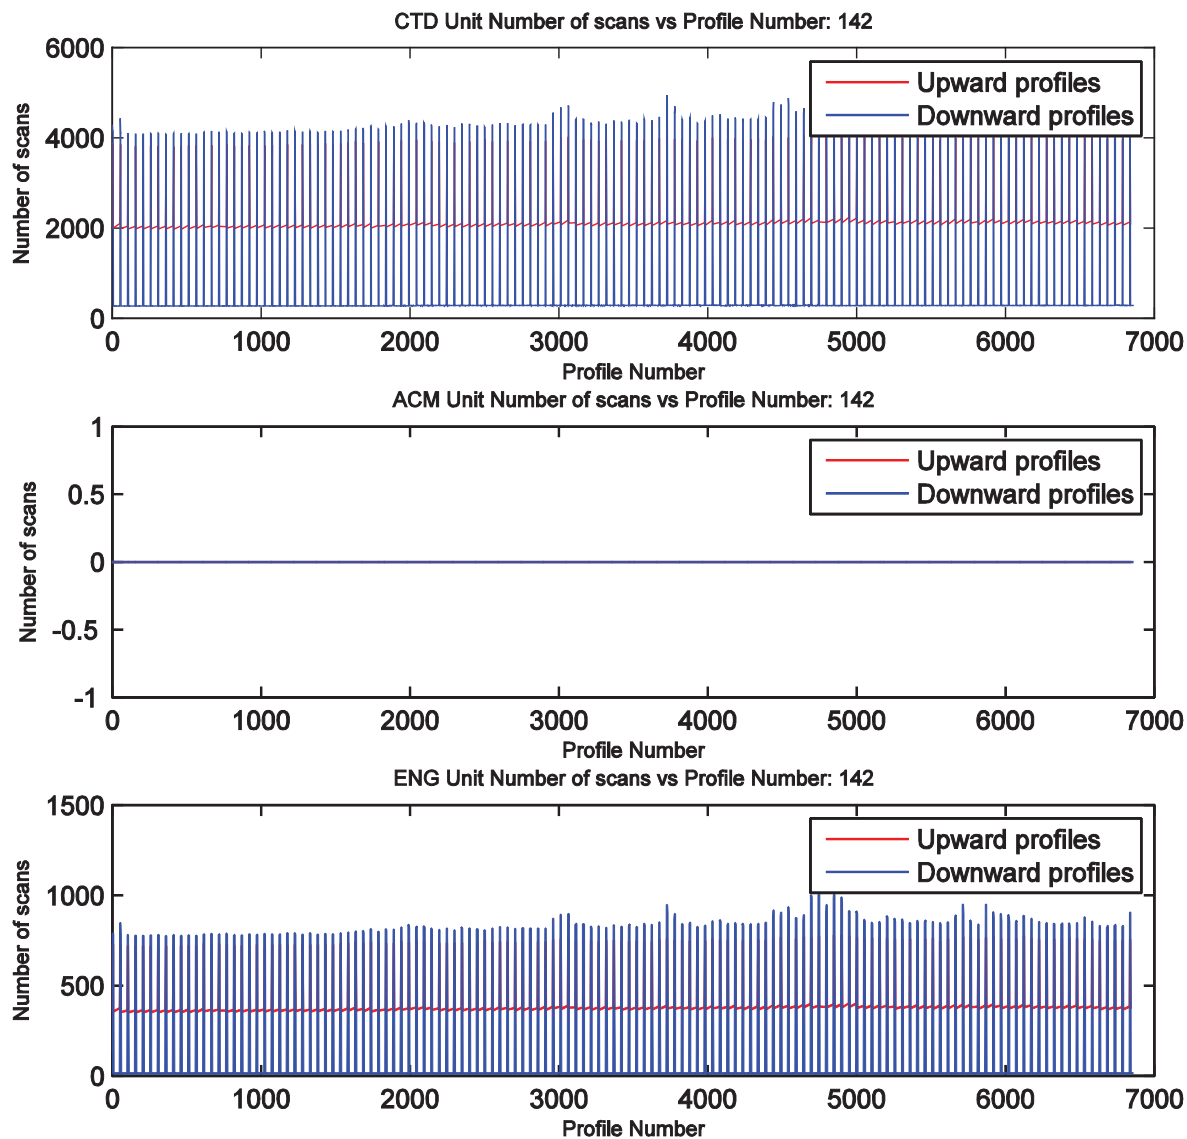 CTD Unit Number of scans vs Profile Number: 142
6000
4000
2000
0
Number of scans
Upward profiles
Downward profiles
0 1000 2000 3000 4000 5000 6000 7000
Profile Number
ACM Unit Number of scans vs Profile Number: 142
1
0.5
0
-0.5
-1
Number of scans
Upward profiles
Downward profiles
0 1000 2000 3000 4000 5000 6000 7000
Profile Number
ENG Unit Number of scans vs Profile Number: 142
1500
1000
500
0
Number of scans
Upward profiles
Downward profiles
0 1000 2000 3000 4000 5000 6000 7000
Profile Number